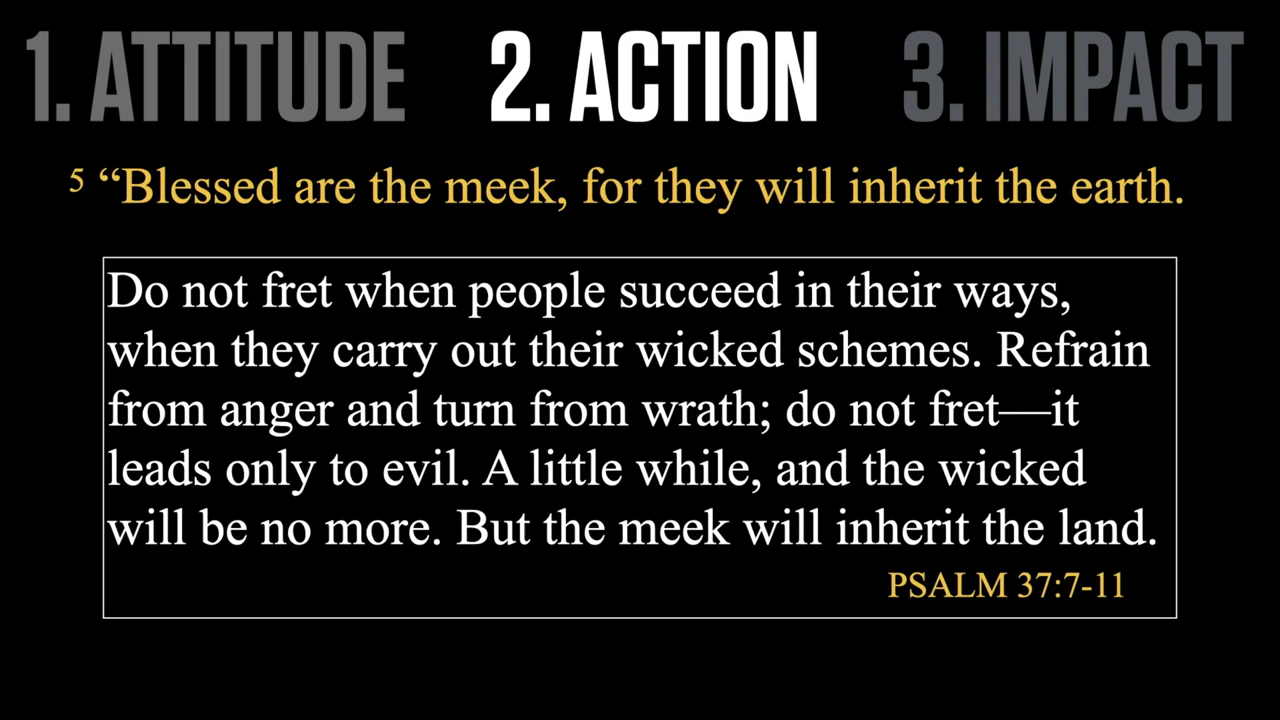 1. ATTITUDE 2. ACTION 3. IMPACT
5 “Blessed are the meek, for they will inherit the earth.
Do not fret when people succeed in their ways,
when they carry out their wicked schemes. Refrain
from anger and turn from wrath; do not fret—it
leads only to evil. A little while, and the wicked
will be no more. But the meek will inherit the land.
PSALM 37:7-11